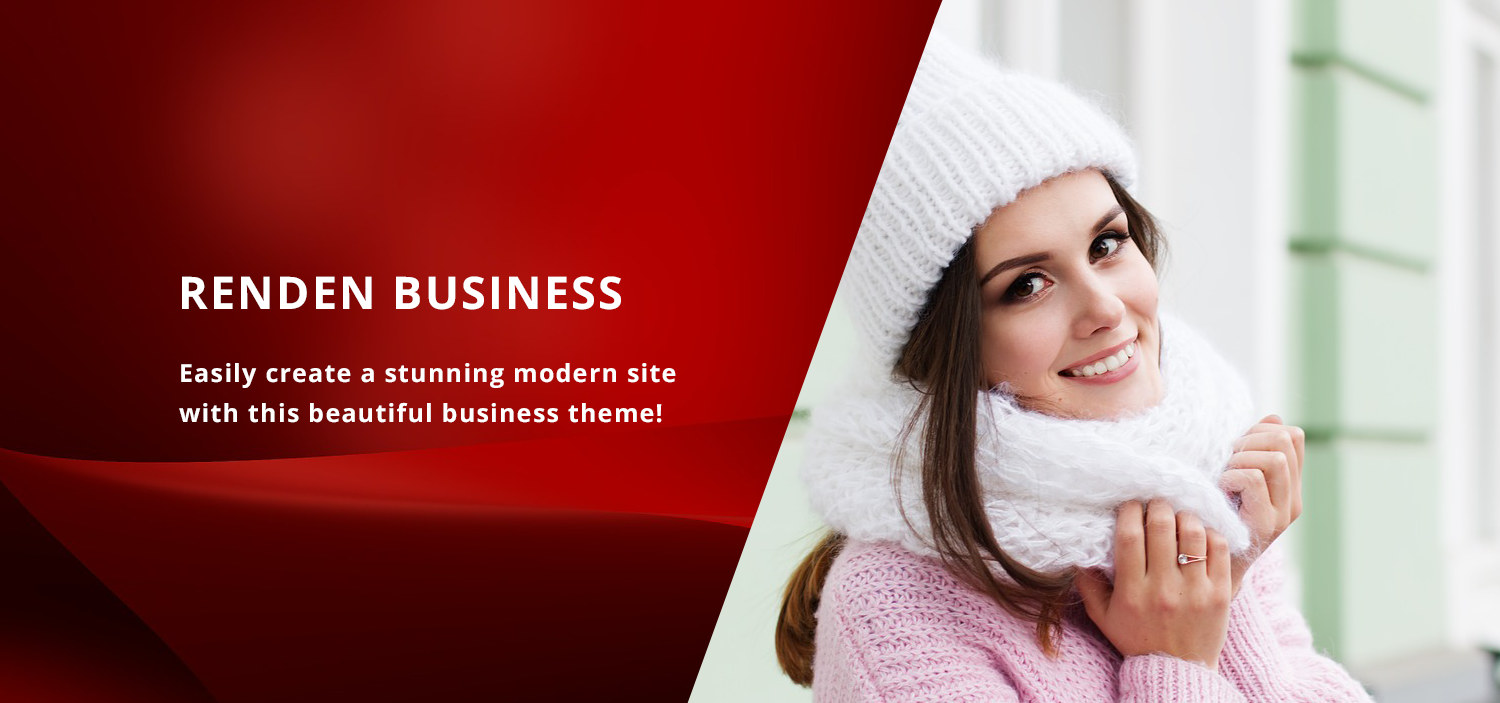 RENDEN BUSINESS
Easily create a stunning modern site
with this beautiful business theme!